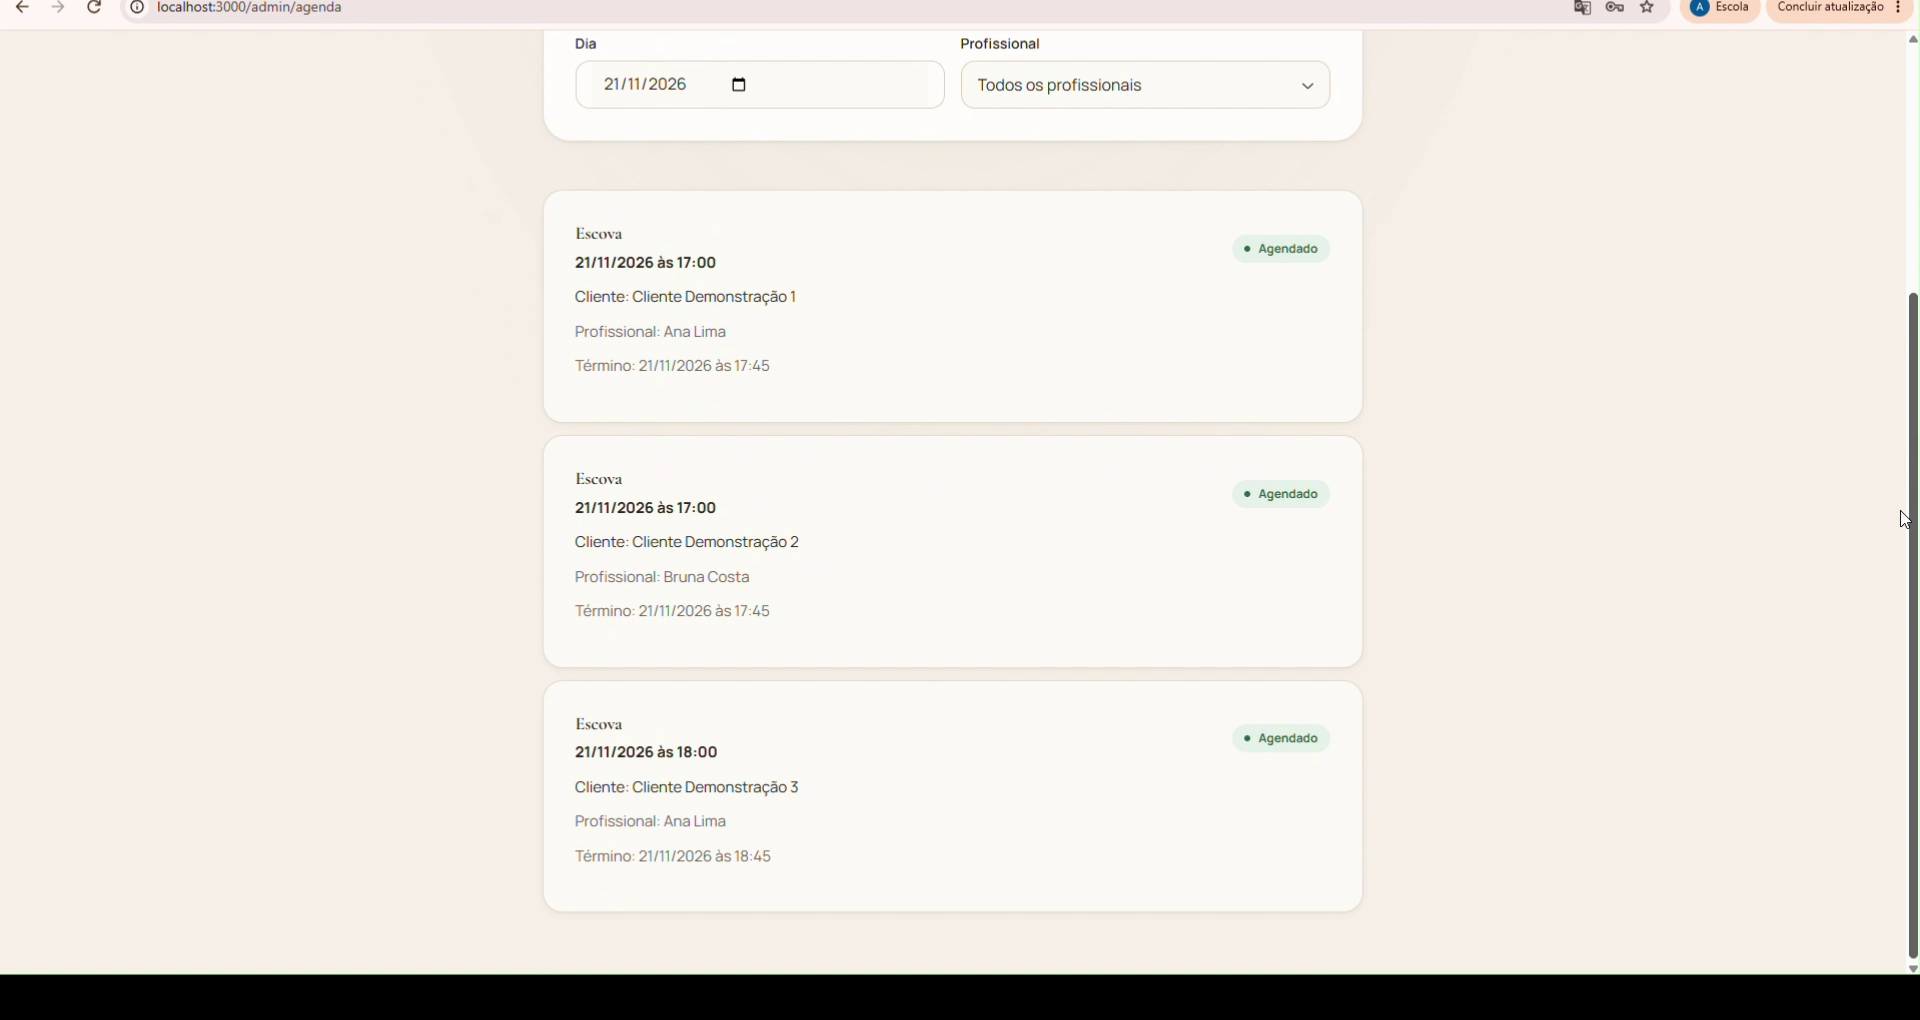 localhost:3000/admin/agenda
A Escola
Concluir atualização
Dia
Profissional
21/11/2026
Todos os profissionais
Escova
Agendado
21/11/2026 às 17:00
Cliente: Cliente Demonstração 1
Profissional: Ana Lima
Término: 21/11/2026 às 17:45
Escova
Agendado
21/11/2026 às 17:00
Cliente: Cliente Demonstração 2
Profissional: Bruna Costa
Término: 21/11/2026 às 17:45
Escova
Agendado
21/11/2026 às 18:00
Cliente: Cliente Demonstração 3
Profissional: Ana Lima
Término: 21/11/2026 às 18:45